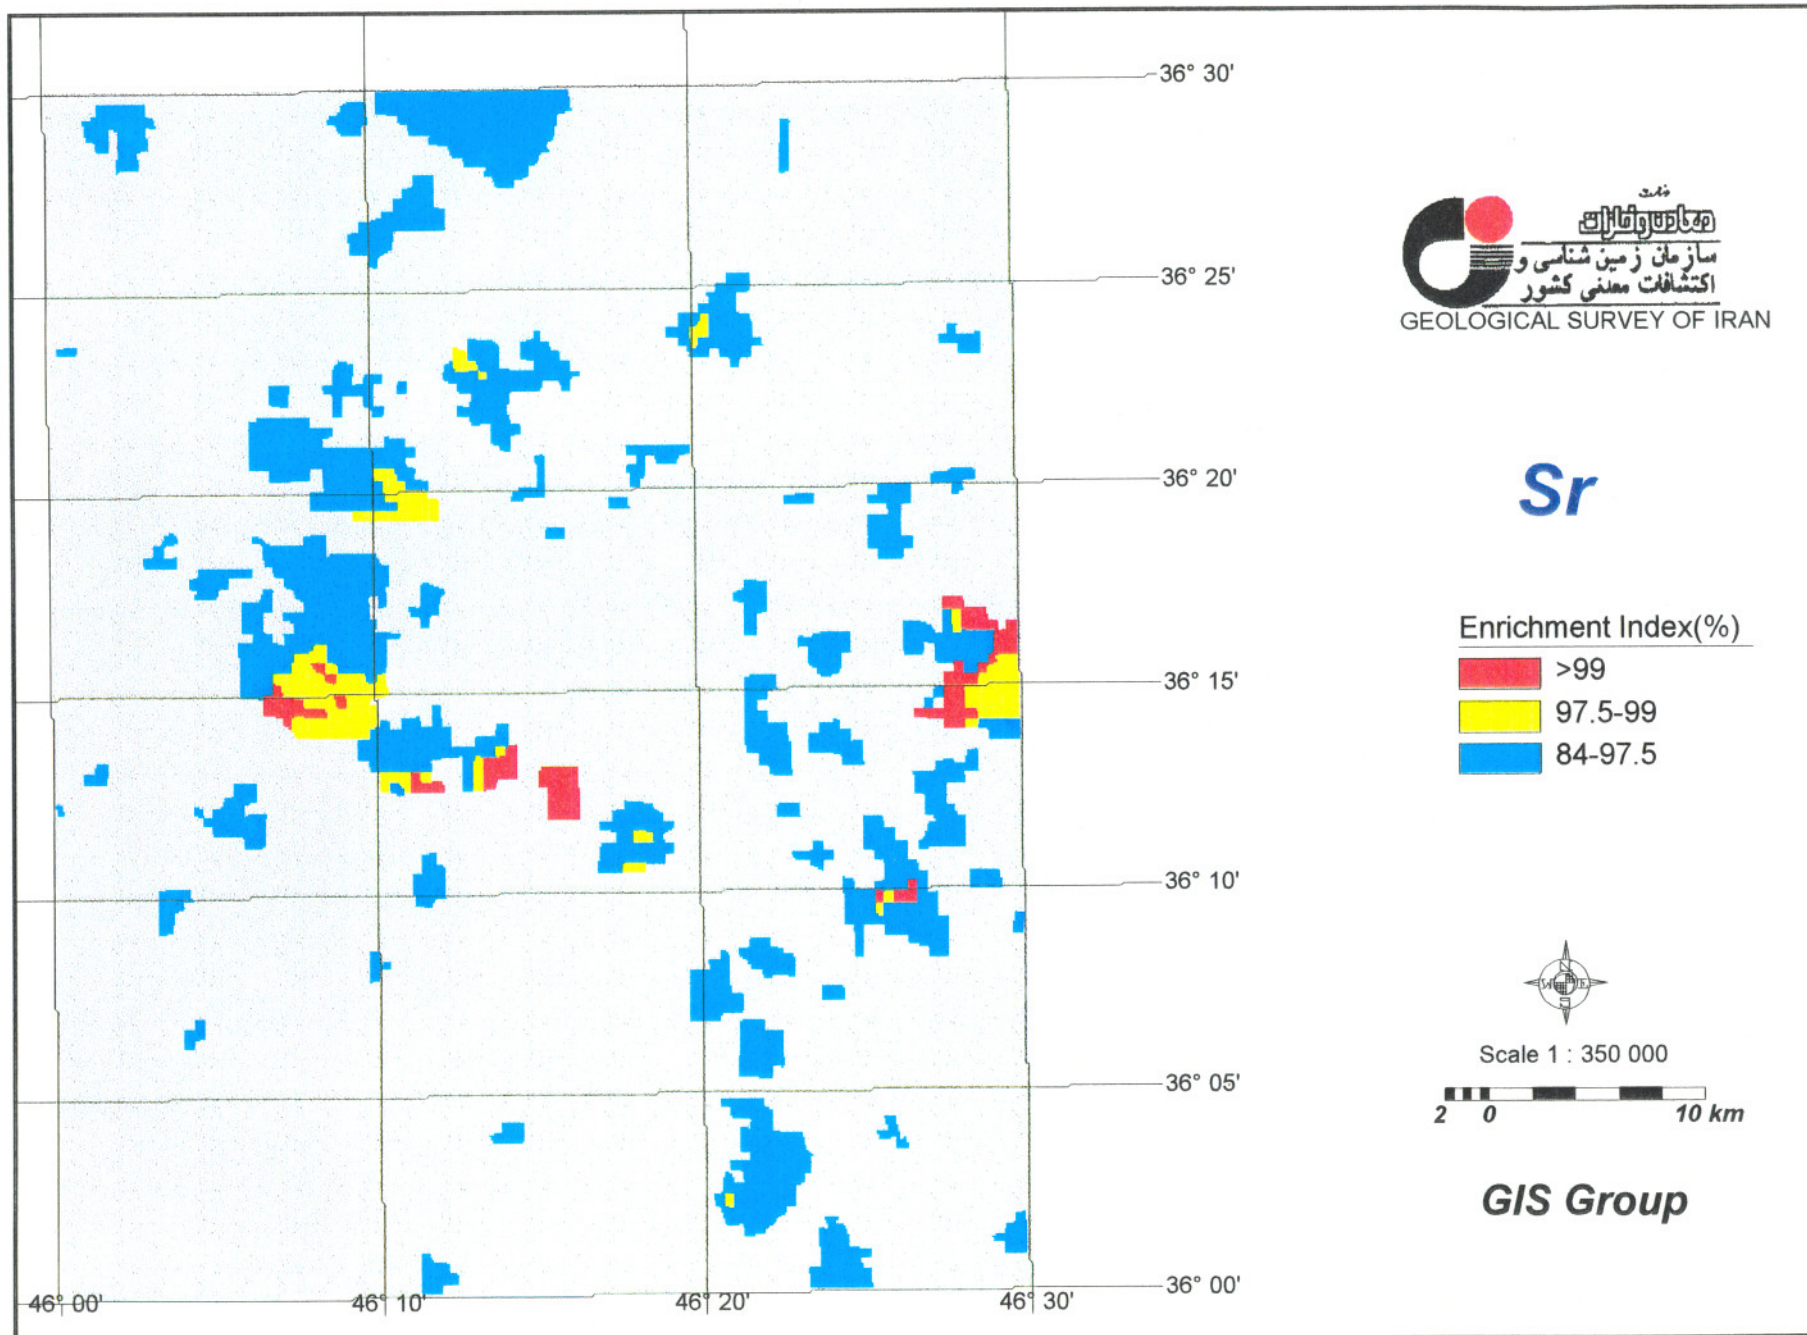 36° 30'
36° 25'
36° 20'
36° 15'
36° 10'
36° 05'
36° 00'
46° 00'
46° 10'
46° 20'
46° 30'
سازمان زمین شناسی و
اکتشافات معدنی کشور
GEOLOGICAL SURVEY OF IRAN
Sr
Enrichment Index(%)
>99
97.5-99
84-97.5
Scale 1 : 350 000
2 0 10 km
GIS Group